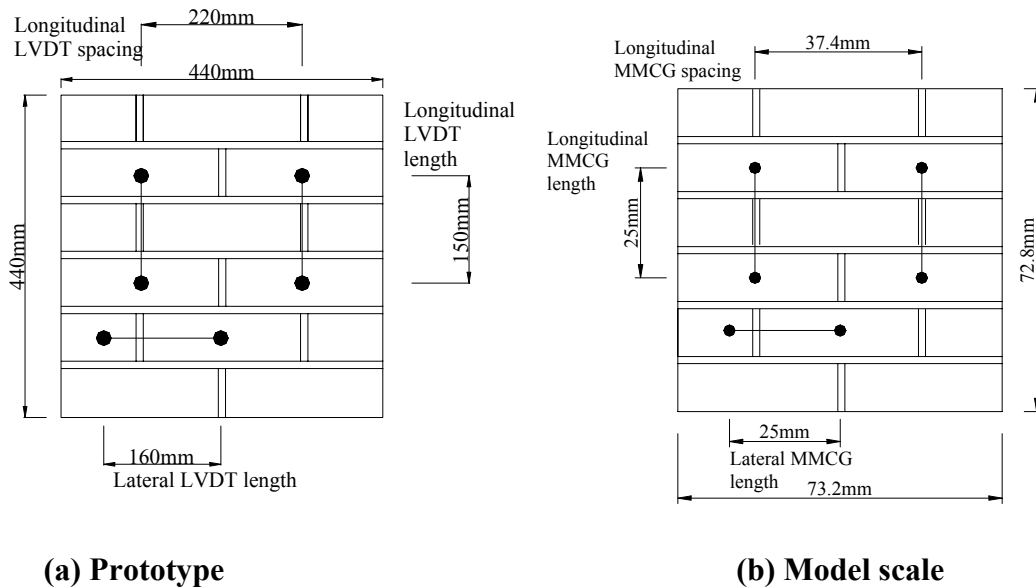 Longitudinal
LVDT spacing
220mm
440mm
440mm
Longitudinal
LVDT
length
150mm
160mm
Lateral LVDT length
(a) Prototype
Longitudinal
MMCG spacing
37.4mm
Longitudinal
MMCG
length
25mm
72.8mm
25mm
Lateral MMCG
length
73.2mm
(b) Model scale